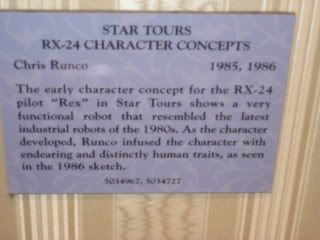 STAR TOURS
RX-24 CHARACTER CONCEPTS
Chris Runco 1985, 1986
The early character concept for the RX-24
pilot "Rex" in Star Tours shows a very
functional robot that resembled the latest
industrial robots of the 1980s. As the character
developed, Runco infused the character with
endearing and distinctly human traits, as seen
in the 1986 sketch.
5034967, 5034727